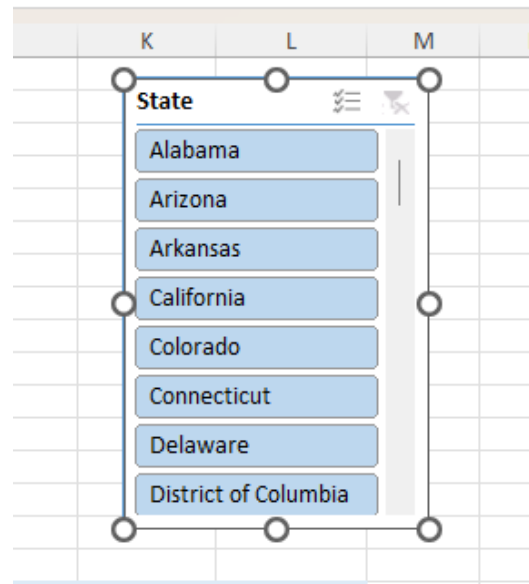 K L M
State
Alabama
Arizona
Arkansas
California
Colorado
Connecticut
Delaware
District of Columbia